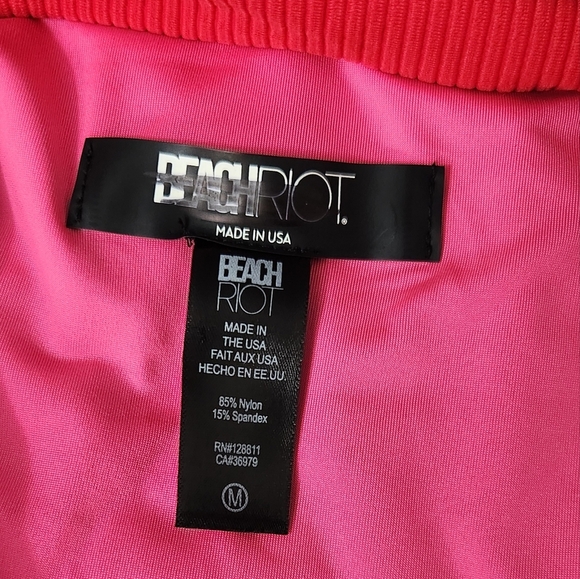 BEACHRIOT®
MADE IN USA
BEACH
RIOT
MADE IN
THE USA
FAIT AUX USA
HECHO EN EE.UU.
85% Nylon
15% Spandex
RN#128811
CA#36979
M